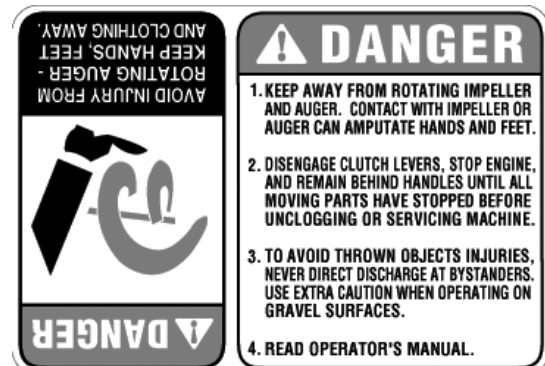 DANGER
AVOID INJURY FROM
ROTATING AUGER -
KEEP HANDS, FEET
AND CLOTHING AWAY.
DANGER
1. KEEP AWAY FROM ROTATING IMPELLER
AND AUGER. CONTACT WITH IMPELLER OR
AUGER CAN AMPUTATE HANDS AND FEET.
2. DISENGAGE CLUTCH LEVERS, STOP ENGINE,
AND REMAIN BEHIND HANDLES UNTIL ALL
MOVING PARTS HAVE STOPPED BEFORE
UNCLOGGING OR SERVICING MACHINE.
3. TO AVOID THROWN OBJECTS INJURIES,
NEVER DIRECT DISCHARGE AT BYSTANDERS.
USE EXTRA CAUTION WHEN OPERATING ON
GRAVEL SURFACES.
4. READ OPERATOR'S MANUAL.